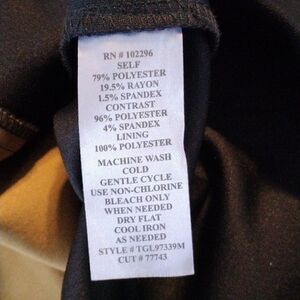 RN # 102296
SELF
79% POLYESTER
19.5% RAYON
1.5% SPANDEX
CONTRAST
96% POLYESTER
4% SPANDEX
LINING
100% POLYESTER
MACHINE WASH
COLD
GENTLE CYCLE
USE NON-CHLORINE
BLEACH ONLY
WHEN NEEDED
DRY FLAT
COOL IRON
AS NEEDED
STYLE # TGL97339M
CUT # 77743